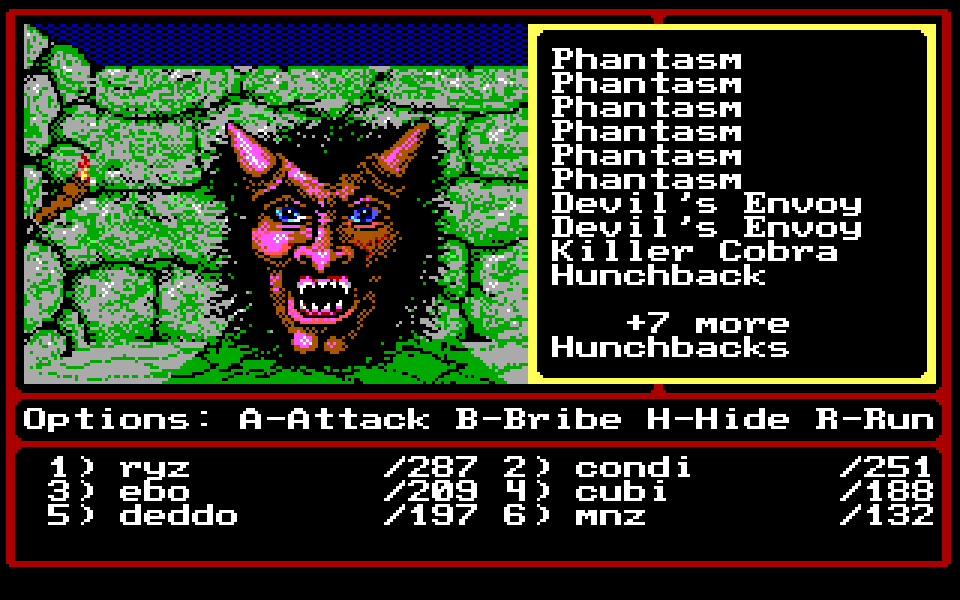 Phantasm
Phantasm
Phantasm
Phantasm
Phantasm
Phantasm
Devil's Envoy
Devil's Envoy
Killer Cobra
Hunchback
+7 more
Hunchbacks
Options: A-Attack B-Bribe H-Hide R-Run
1) ryz /287 2) condi /251
3) ebo /209 4) cubi /188
5) deddo /197 6) mnz /132